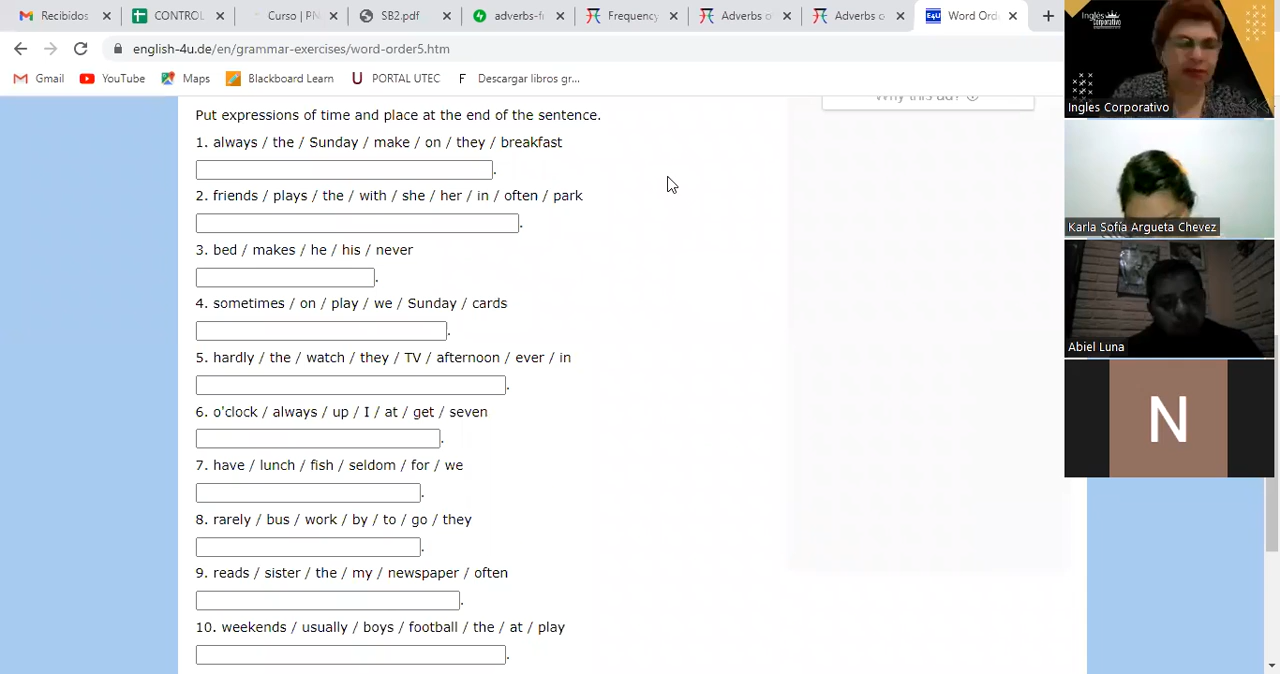 Recibidos
CONTROL
Curso | PN
SB2.pdf
adverbs-f
Frequency
Adverbs o
Adverbs o
Word Ord
english-4u.de/en/grammar-exercises/word-order5.htm
Gmail
YouTube
Maps
Blackboard Learn
PORTAL UTEC
Descargar libros gr...
Why this ad?
Put expressions of time and place at the end of the sentence.
1. always / the / Sunday / make / on / they / breakfast
.
2. friends / plays / the / with / she / her / in / often / park
.
3. bed / makes / he / his / never
.
4. sometimes / on / play / we / Sunday / cards
.
5. hardly / the / watch / they / TV / afternoon / ever / in
.
6. o'clock / always / up / I / at / get / seven
.
7. have / lunch / fish / seldom / for / we
.
8. rarely / bus / work / by / to / go / they
.
9. reads / sister / the / my / newspaper / often
.
10. weekends / usually / boys / football / the / at / play
.
Inglés
Corporativo
Ingles Corporativo
Karla Sofía Argueta Chevez
Abiel Luna
N